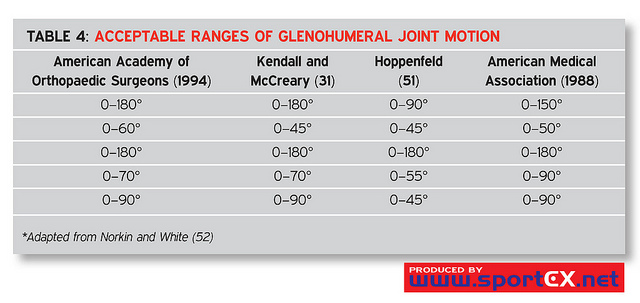 TABLE 4: ACCEPTABLE RANGES OF GLENOHUMERAL JOINT MOTION
American Academy of Kendall and Hoppenfeld American Medical
Orthopaedic Surgeons (1994) McCreary (31) (51) Association (1988)
0–180° 0–180° 0–90° 0–150°
0–60° 0–45° 0–45° 0–50°
0–180° 0–180° 0–180° 0–180°
0–70° 0–70° 0–55° 0–90°
0–90° 0–90° 0–45° 0–90°
*Adapted from Norkin and White (52)
PRODUCED BY
www.sportEX.net